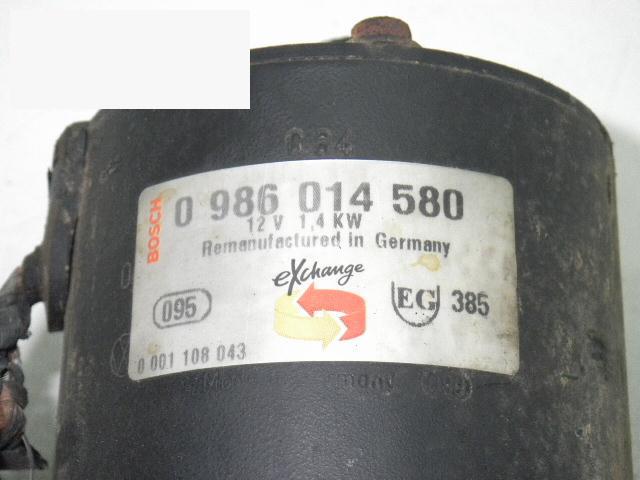 084
BOSCH
0 986 014 580
12 V 1,4 KW
Remanufactured in Germany
eXchange
095
EG 385
0 001 108 043